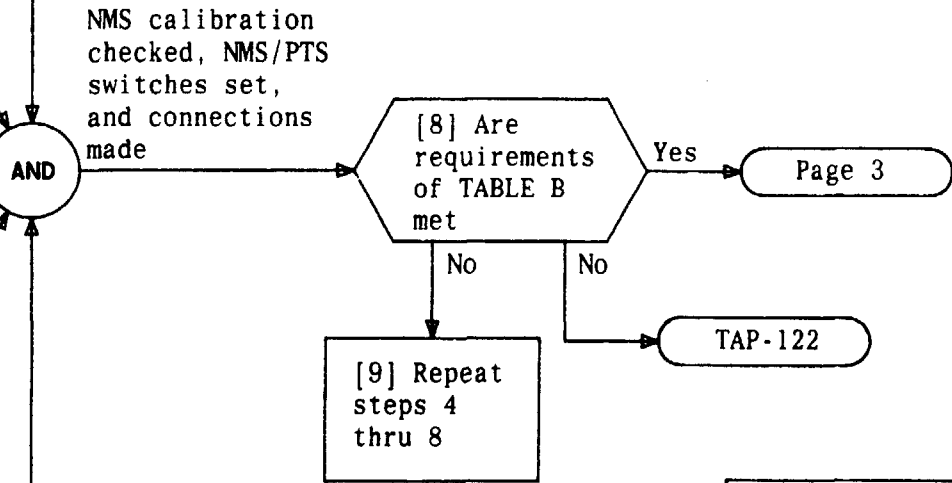 NMS calibration
checked, NMS/PTS
switches set,
and connections
made
AND
[8] Are
requirements
of TABLE B
met
Yes
Page 3
No
No
TAP-122
[9] Repeat
steps 4
thru 8